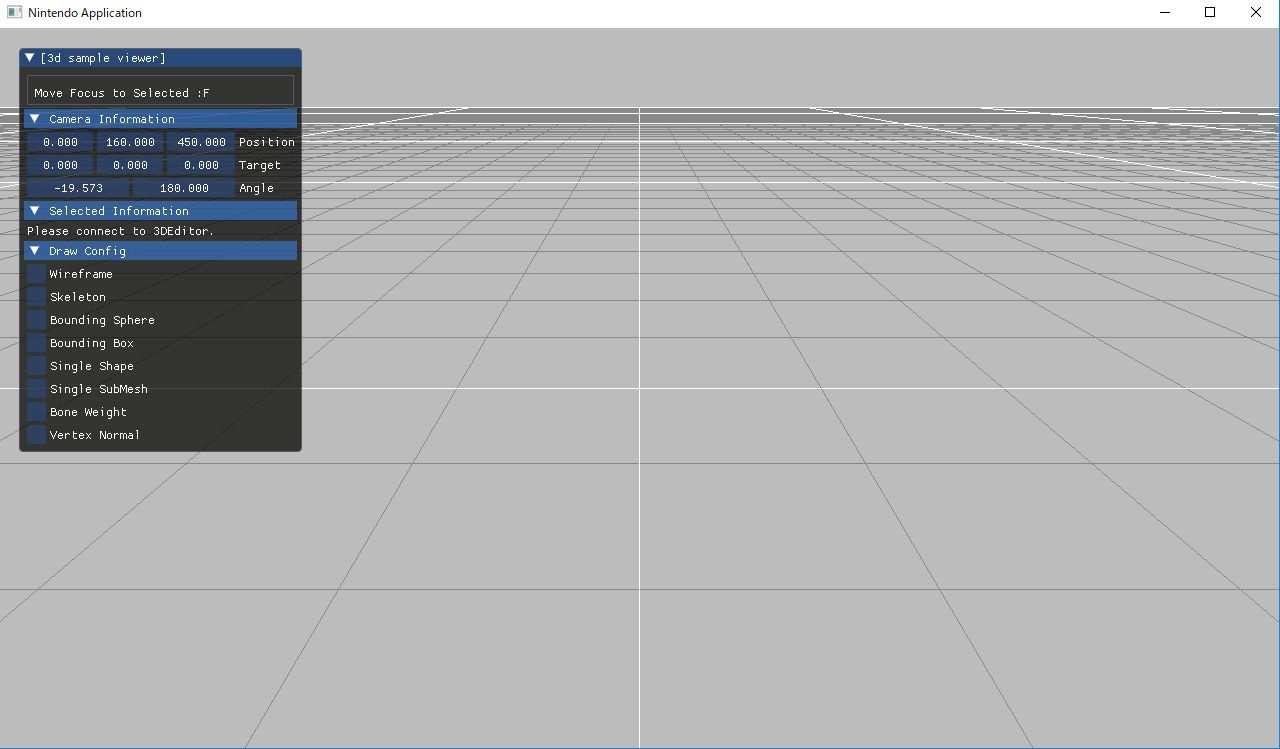 Nintendo Application
[3d sample viewer]
Move Focus to Selected :F
Camera Information
0.000 160.000 450.000 Position
0.000 0.000 0.000 Target
-19.573 180.000 Angle
Selected Information
Please connect to 3DEditor.
Draw Config
Wireframe
Skeleton
Bounding Sphere
Bounding Box
Single Shape
Single SubMesh
Bone Weight
Vertex Normal